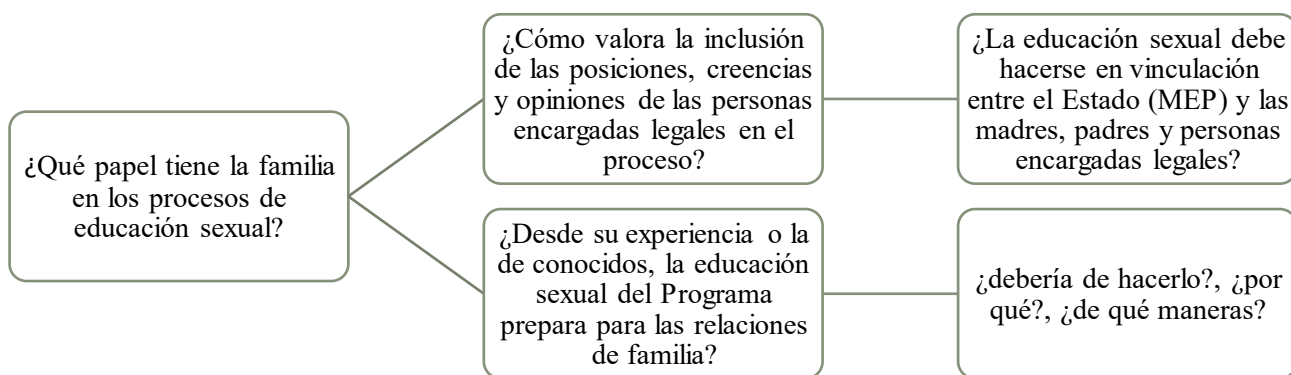 ¿Qué papel tiene la familia
en los procesos de
educación sexual?
¿Cómo valora la inclusión
de las posiciones, creencias
y opiniones de las personas
encargadas legales en el
proceso?
¿La educación sexual debe
hacerse en vinculación
entre el Estado (MEP) y las
madres, padres y personas
encargadas legales?
¿Desde su experiencia o la
de conocidos, la educación
sexual del Programa
prepara para las relaciones
de familia?
¿debería de hacerlo?, ¿por
qué?, ¿de qué maneras?